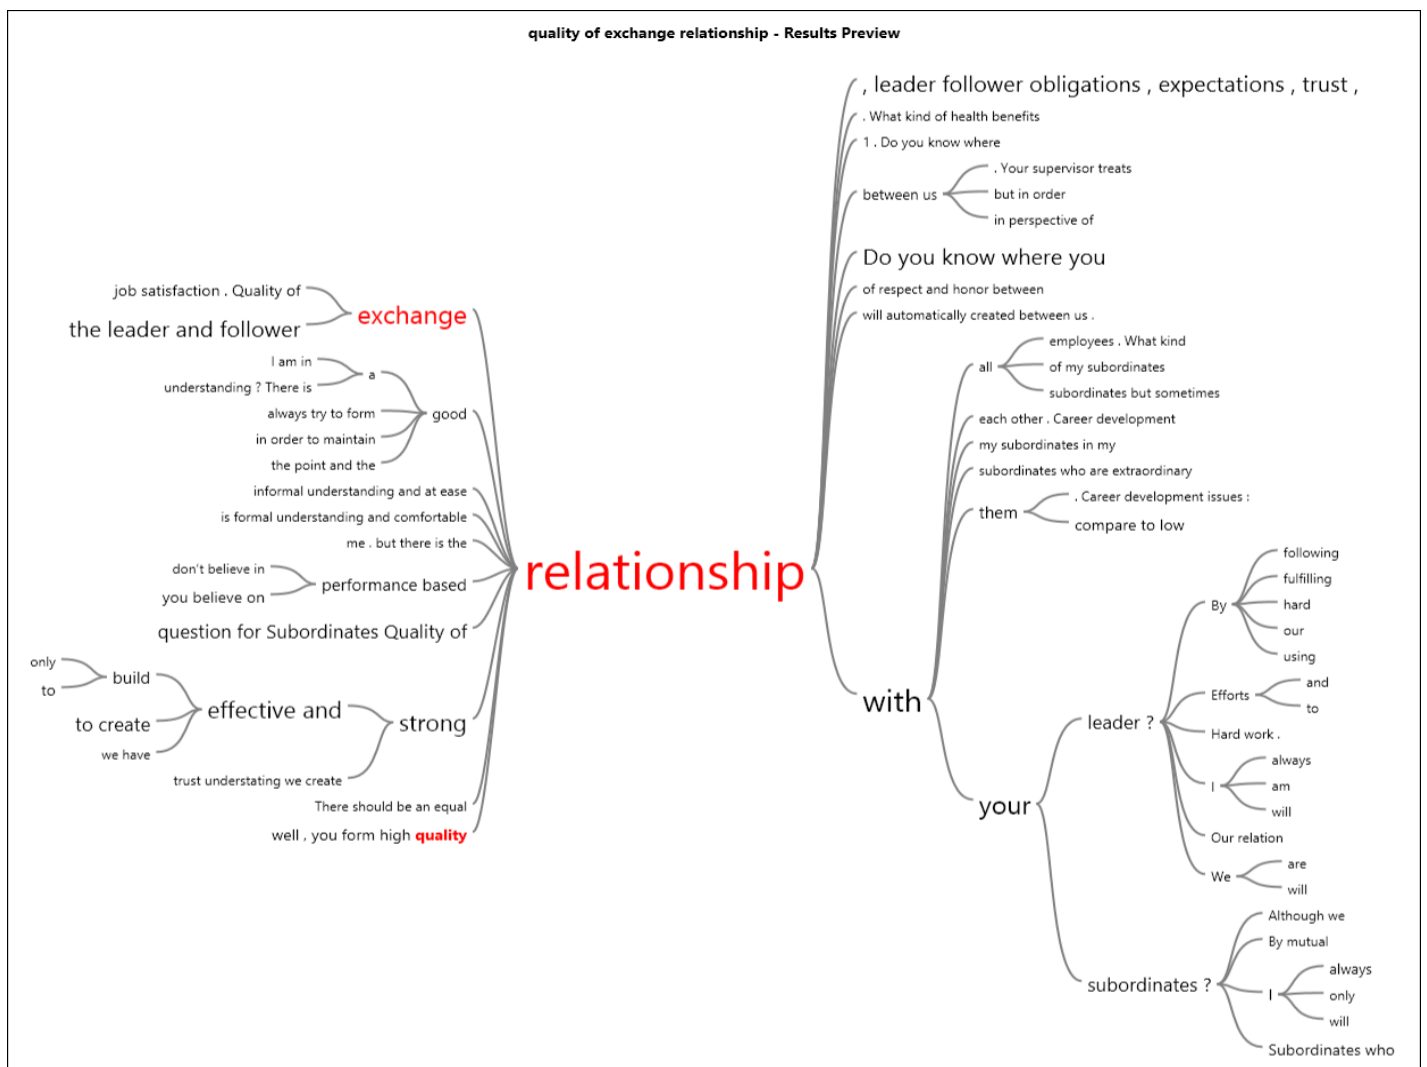 quality of exchange relationship - Results Preview
job satisfaction . Quality of
the leader and follower
exchange
I am in
understanding ? There is
a
always try to form
in order to maintain
the point and the
good
informal understanding and at ease
is formal understanding and comfortable
me . but there is the
don't believe in
you believe on
performance based
question for Subordinates Quality of
only
to
build
to create
we have
effective and
trust understating we create
strong
There should be an equal
well , you form high quality
relationship
, leader follower obligations , expectations , trust ,
. What kind of health benefits
1 . Do you know where
between us
. Your supervisor treats
but in order
in perspective of
Do you know where you
of respect and honor between
will automatically created between us .
with
all
employees . What kind
of my subordinates
subordinates but sometimes
each other . Career development
my subordinates in my
subordinates who are extraordinary
them
. Career development issues :
compare to low
your
leader ?
By
following
fulfilling
hard
our
using
Efforts
and
to
Hard work .
I
always
am
will
Our relation
We
are
will
subordinates ?
Although we
By mutual
I
always
only
will
Subordinates who